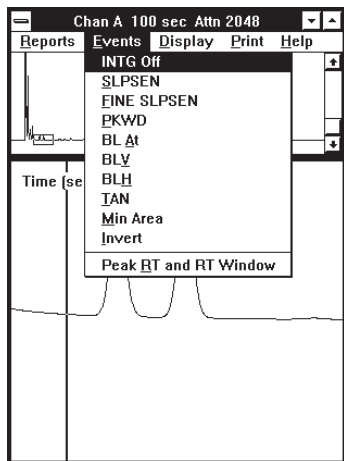 Chan A 100 sec Attn 2048
Reports Events Display Print Help
INTG Off
SLPSEN
FINE SLPSEN
PKWD
BL At
BLV
BLH
TAN
Min Area
Invert
Peak RT and RT Window
Time (se